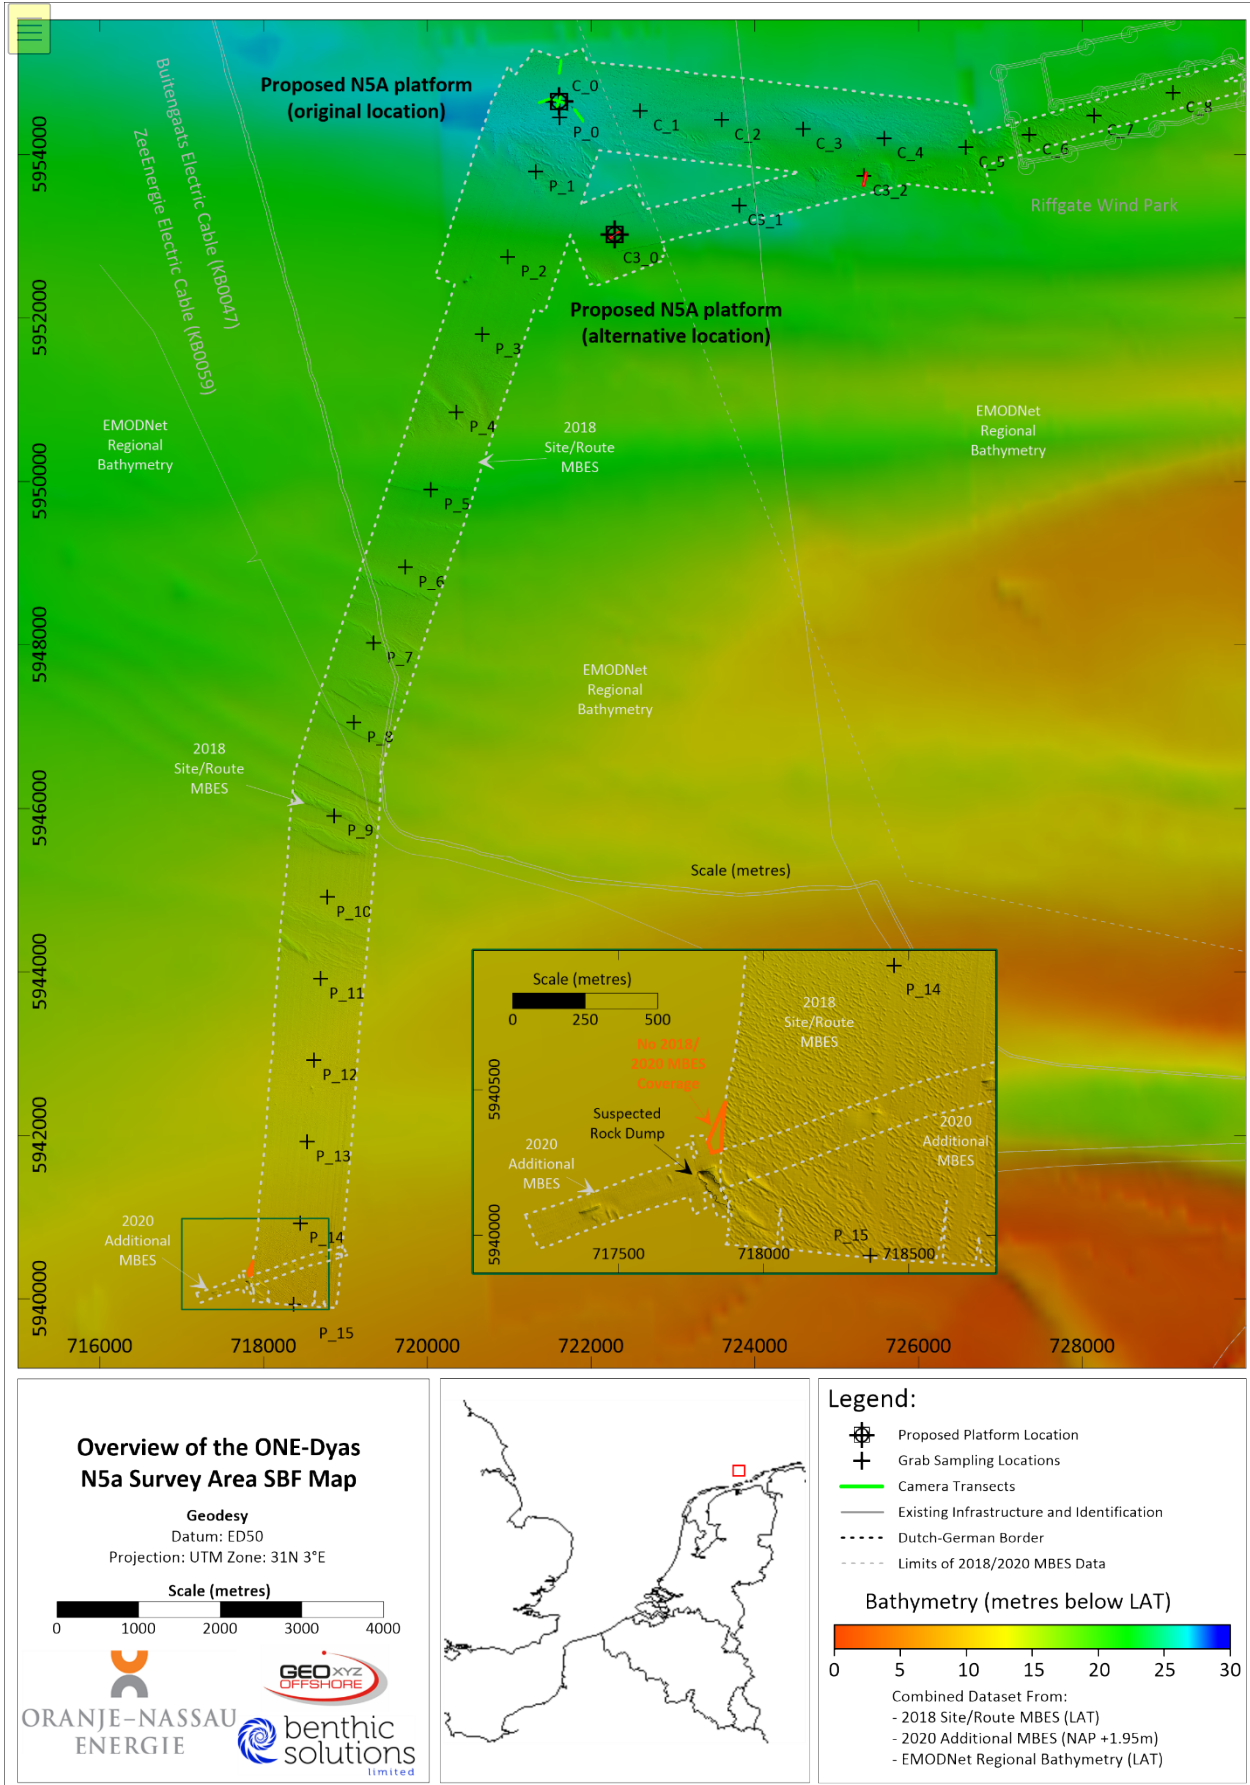 Proposed N5A platform
(original location)
C_0
P_0
C_1
C_2
C_3
C_4
C_5
C_6
C_7
C_8
P_1
C3_2
C3_1
Riffgate Wind Park
C3_0
P_2
Proposed N5A platform
(alternative location)
P_3
Buitengaats Electric Cable (KB0047)
ZeeEnergie Electric Cable (KB0059)
EMODNet
Regional
Bathymetry
P_4
2018
Site/Route
MBES
EMODNet
Regional
Bathymetry
P_5
P_6
P_7
EMODNet
Regional
Bathymetry
P_8
2018
Site/Route
MBES
P_9
Scale (metres)
P_10
P_11
P_12
P_13
P_14
2020
Additional
MBES
P_15
5954000
5952000
5950000
5948000
5946000
5944000
5942000
5940000
716000
718000
720000
722000
724000
726000
728000
Scale (metres)
0 250 500
P_14
2018
Site/Route
MBES
No 2018/
2020 MBES
Coverage
Suspected
Rock Dump
2020
Additional
MBES
2020
Additional
MBES
P_15
5940500
5940000
717500
718000
718500
Overview of the ONE-Dyas
N5a Survey Area SBF Map
Geodesy
Datum: ED50
Projection: UTM Zone: 31N 3°E
Scale (metres)
0 1000 2000 3000 4000
ORANJE-NASSAU
ENERGIE
GEO XYZ
OFFSHORE
benthic
solutions
limited
Legend:
Proposed Platform Location
Grab Sampling Locations
Camera Transects
Existing Infrastructure and Identification
Dutch-German Border
Limits of 2018/2020 MBES Data
Bathymetry (metres below LAT)
0 5 10 15 20 25 30
Combined Dataset From:
- 2018 Site/Route MBES (LAT)
- 2020 Additional MBES (NAP +1.95m)
- EMODNet Regional Bathymetry (LAT)